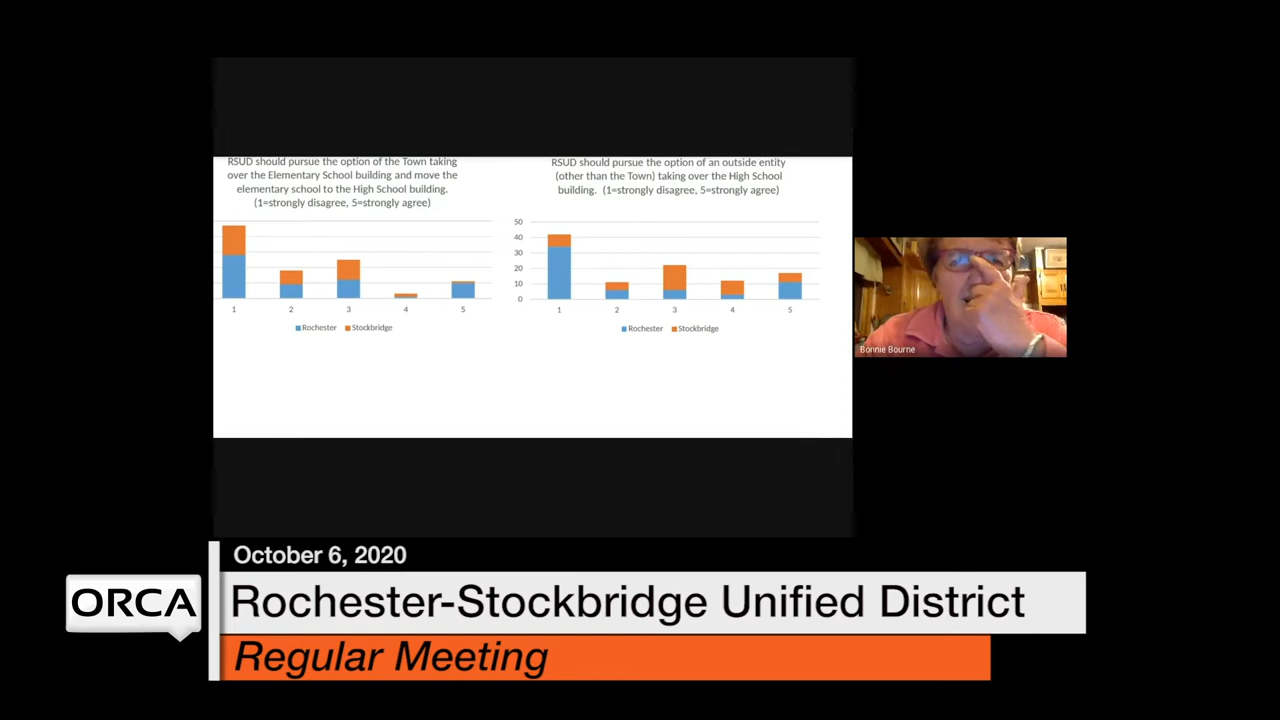 RSUD should pursue the option of the Town taking
over the Elementary School building and move the
elementary school to the High School building.
(1=strongly disagree, 5=strongly agree)
1 2 3 4 5
Rochester Stockbridge
RSUD should pursue the option of an outside entity
(other than the Town) taking over the High School
building. (1=strongly disagree, 5=strongly agree)
50
40
30
20
10
0
1 2 3 4 5
Rochester Stockbridge
Bonnie Bourne
October 6, 2020
ORCA
Rochester-Stockbridge Unified District
Regular Meeting